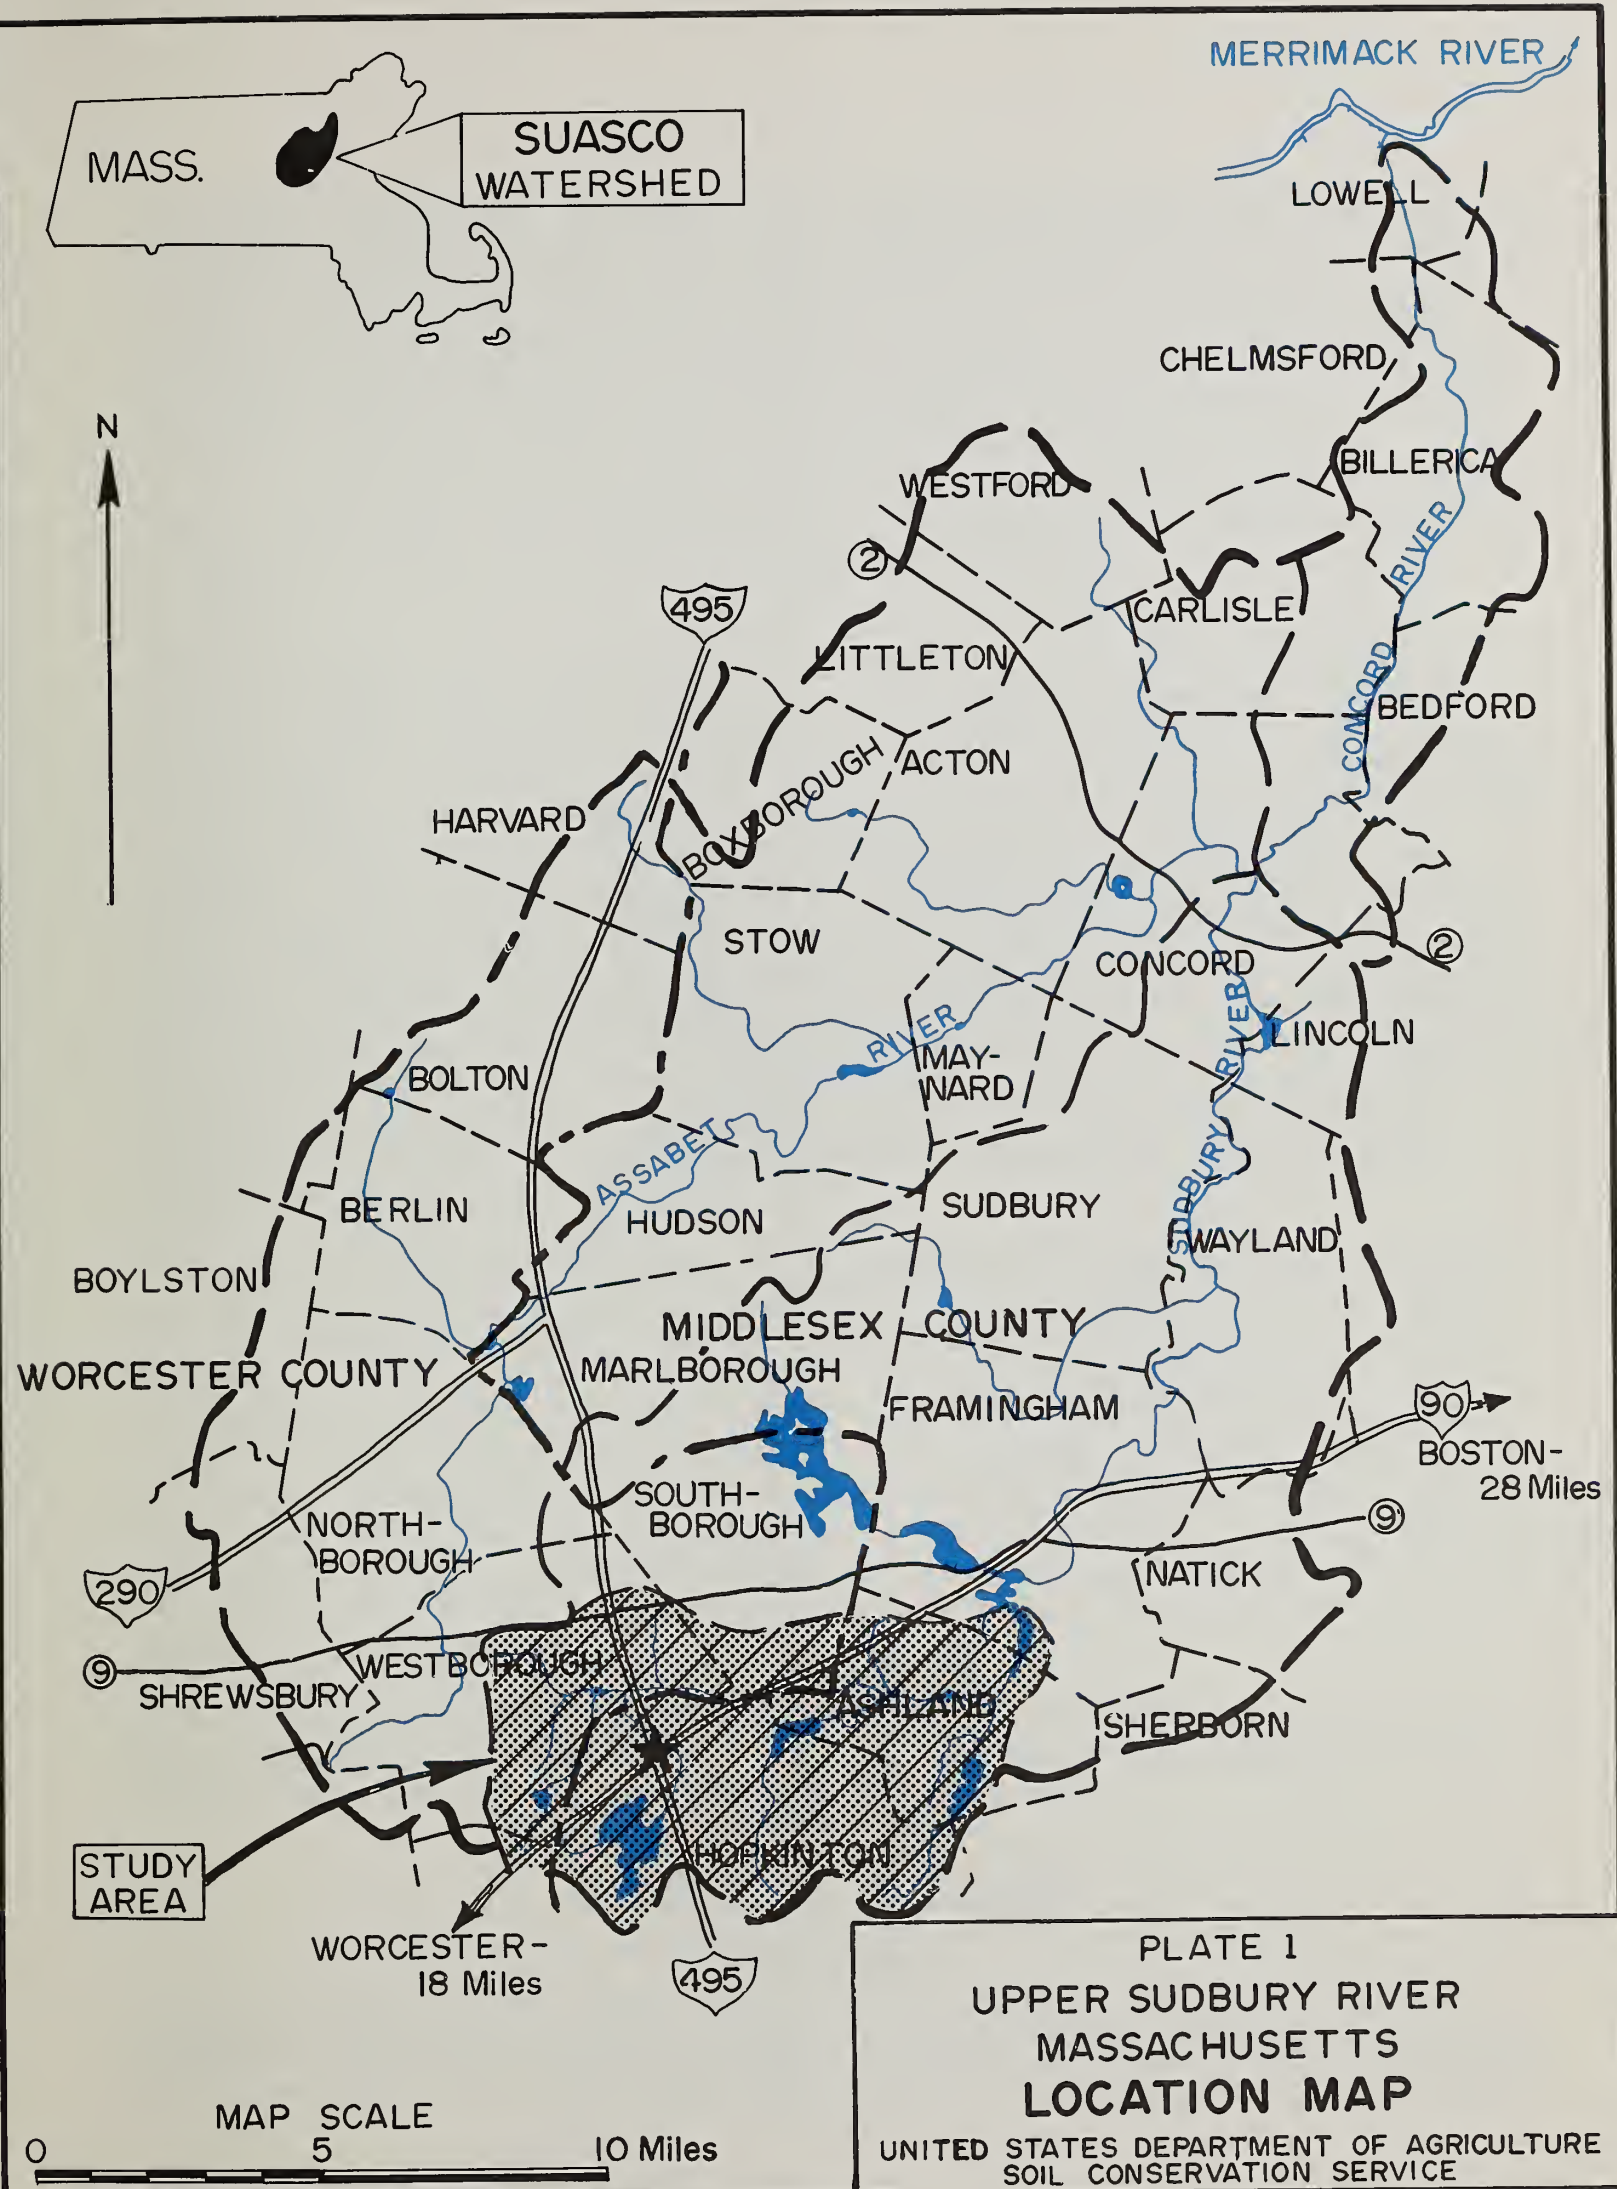 MERRIMACK RIVER
MASS.
SUASCO
WATERSHED
LOWELL
CHELMSFORD
N
BILLERICA
WESTFORD
RIVER
2
495
CARLISLE
LITTLETON
CONCORD
BEDFORD
ACTON
BOXBOROUGH
HARVARD
STOW
2
CONCORD
RIVER
RIVER
LINCOLN
MAY-
NARD
BOLTON
ASSABET
SUDBURY
BERLIN
HUDSON
SUDBURY
WAYLAND
BOYLSTON
MIDDLESEX COUNTY
WORCESTER COUNTY
MARLBOROUGH
FRAMINGHAM
90
BOSTON-
28 Miles
SOUTH-
BOROUGH
9
NORTH-
BOROUGH
NATICK
290
9
WESTBOROUGH
SHREWSBURY
ASHLAND
SHERBORN
HOPKINTON
STUDY
AREA
WORCESTER-
18 Miles
495
PLATE 1
UPPER SUDBURY RIVER
MASSACHUSETTS
LOCATION MAP
UNITED STATES DEPARTMENT OF AGRICULTURE
SOIL CONSERVATION SERVICE
MAP SCALE
0 5 10 Miles